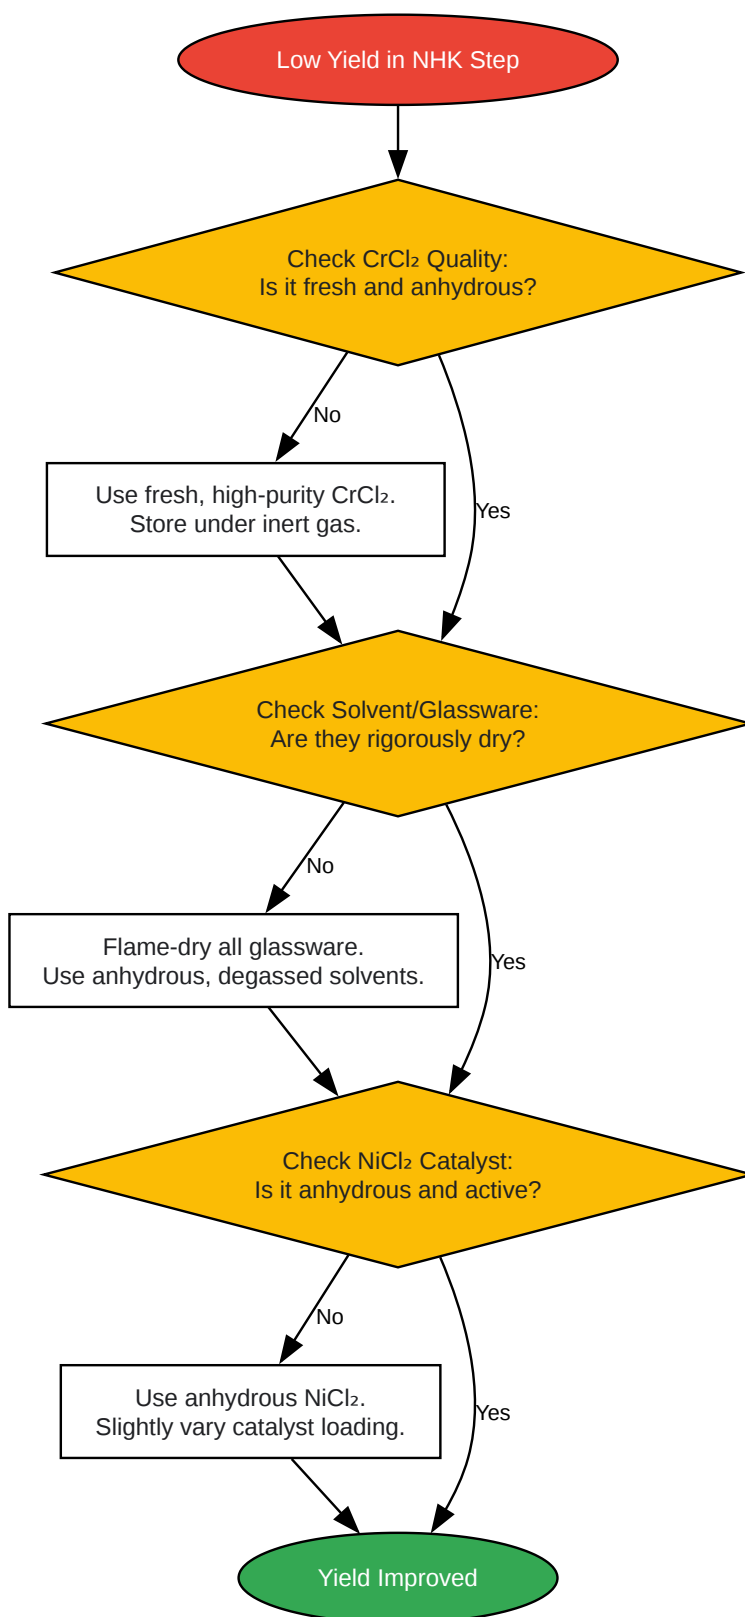 Low Yield in NHK Step
Check CrCl₂ Quality:
Is it fresh and anhydrous?
No
Yes
Use fresh, high-purity CrCl₂.
Store under inert gas.
Check Solvent/Glassware:
Are they rigorously dry?
No
Yes
Flame-dry all glassware.
Use anhydrous, degassed solvents.
Check NiCl₂ Catalyst:
Is it anhydrous and active?
No
Yes
Use anhydrous NiCl₂.
Slightly vary catalyst loading.
Yield Improved